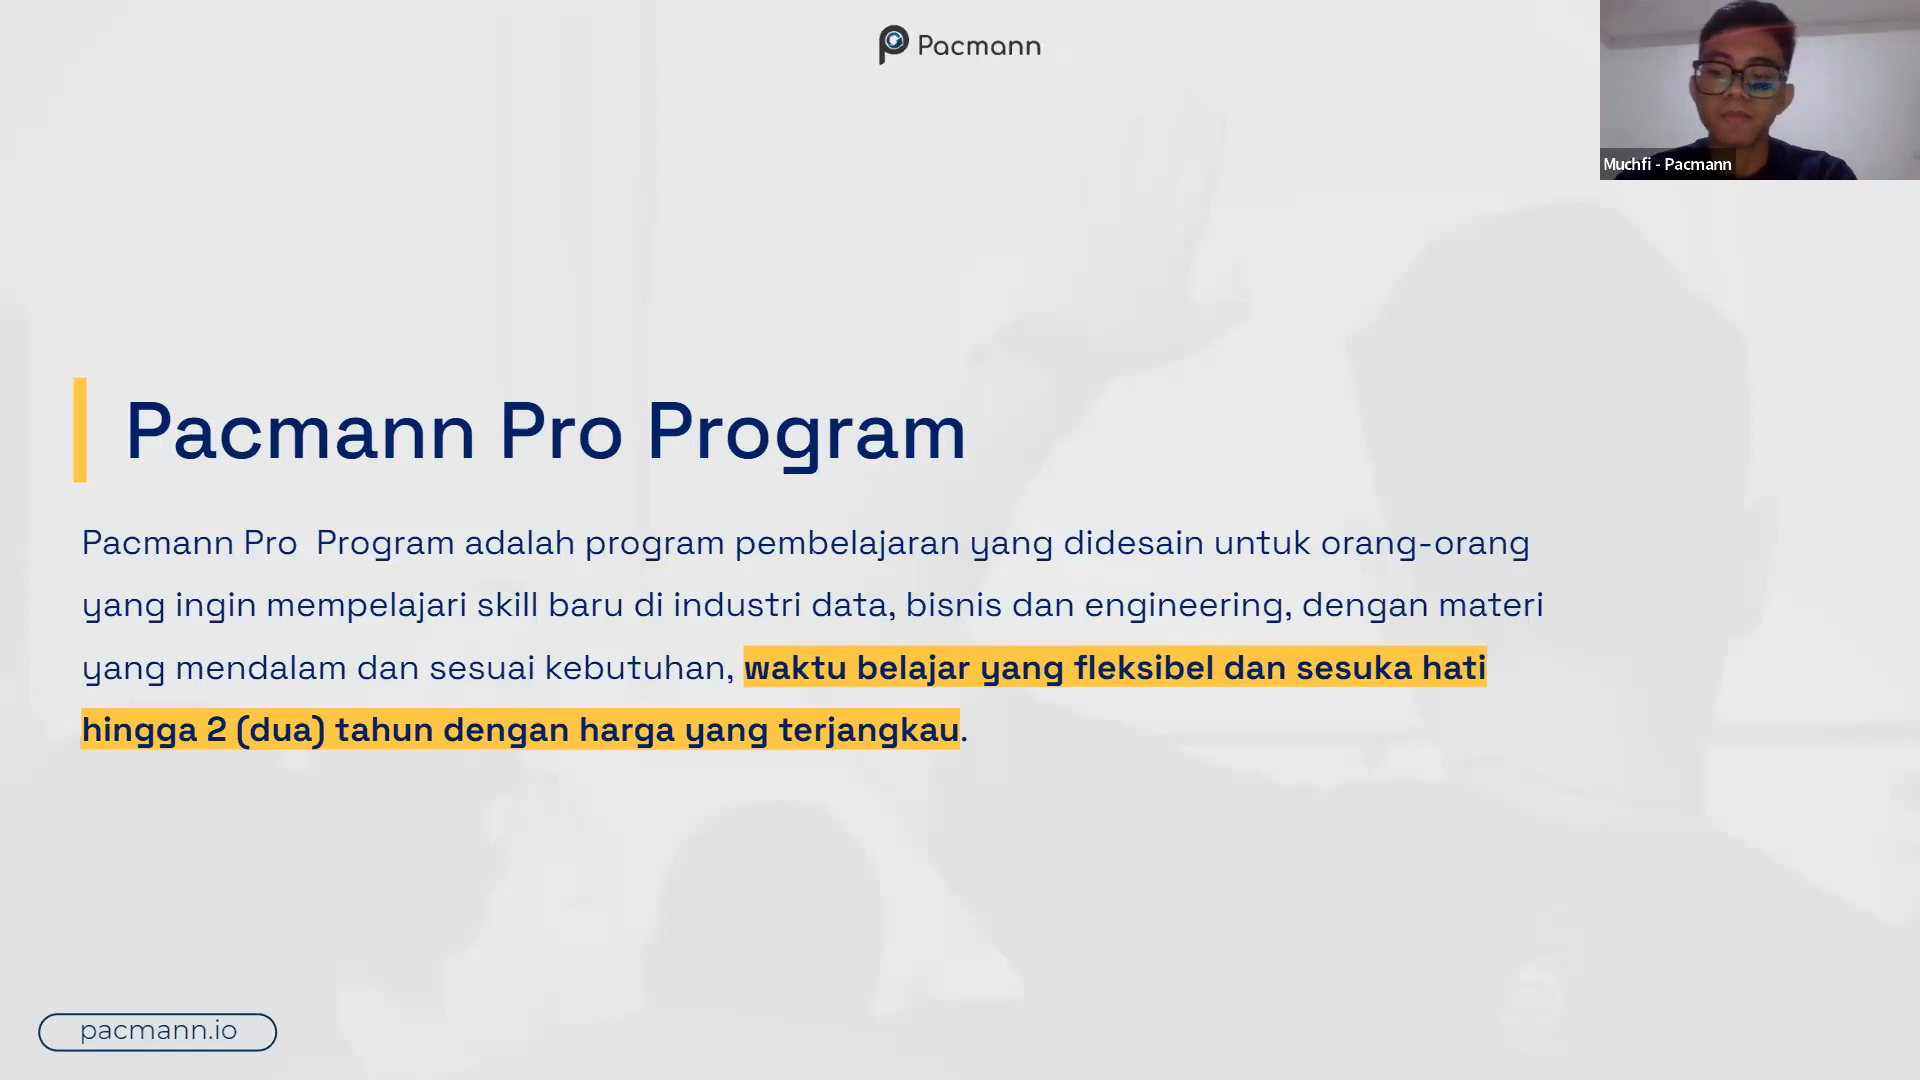 Pacmann
Muchfi - Pacmann
Pacmann Pro Program
Pacmann Pro  Program adalah program pembelajaran yang didesain untuk orang-orang
yang ingin mempelajari skill baru di industri data, bisnis dan engineering, dengan materi
yang mendalam dan sesuai kebutuhan, waktu belajar yang fleksibel dan sesuka hati
hingga 2 (dua) tahun dengan harga yang terjangkau.
pacmann.io